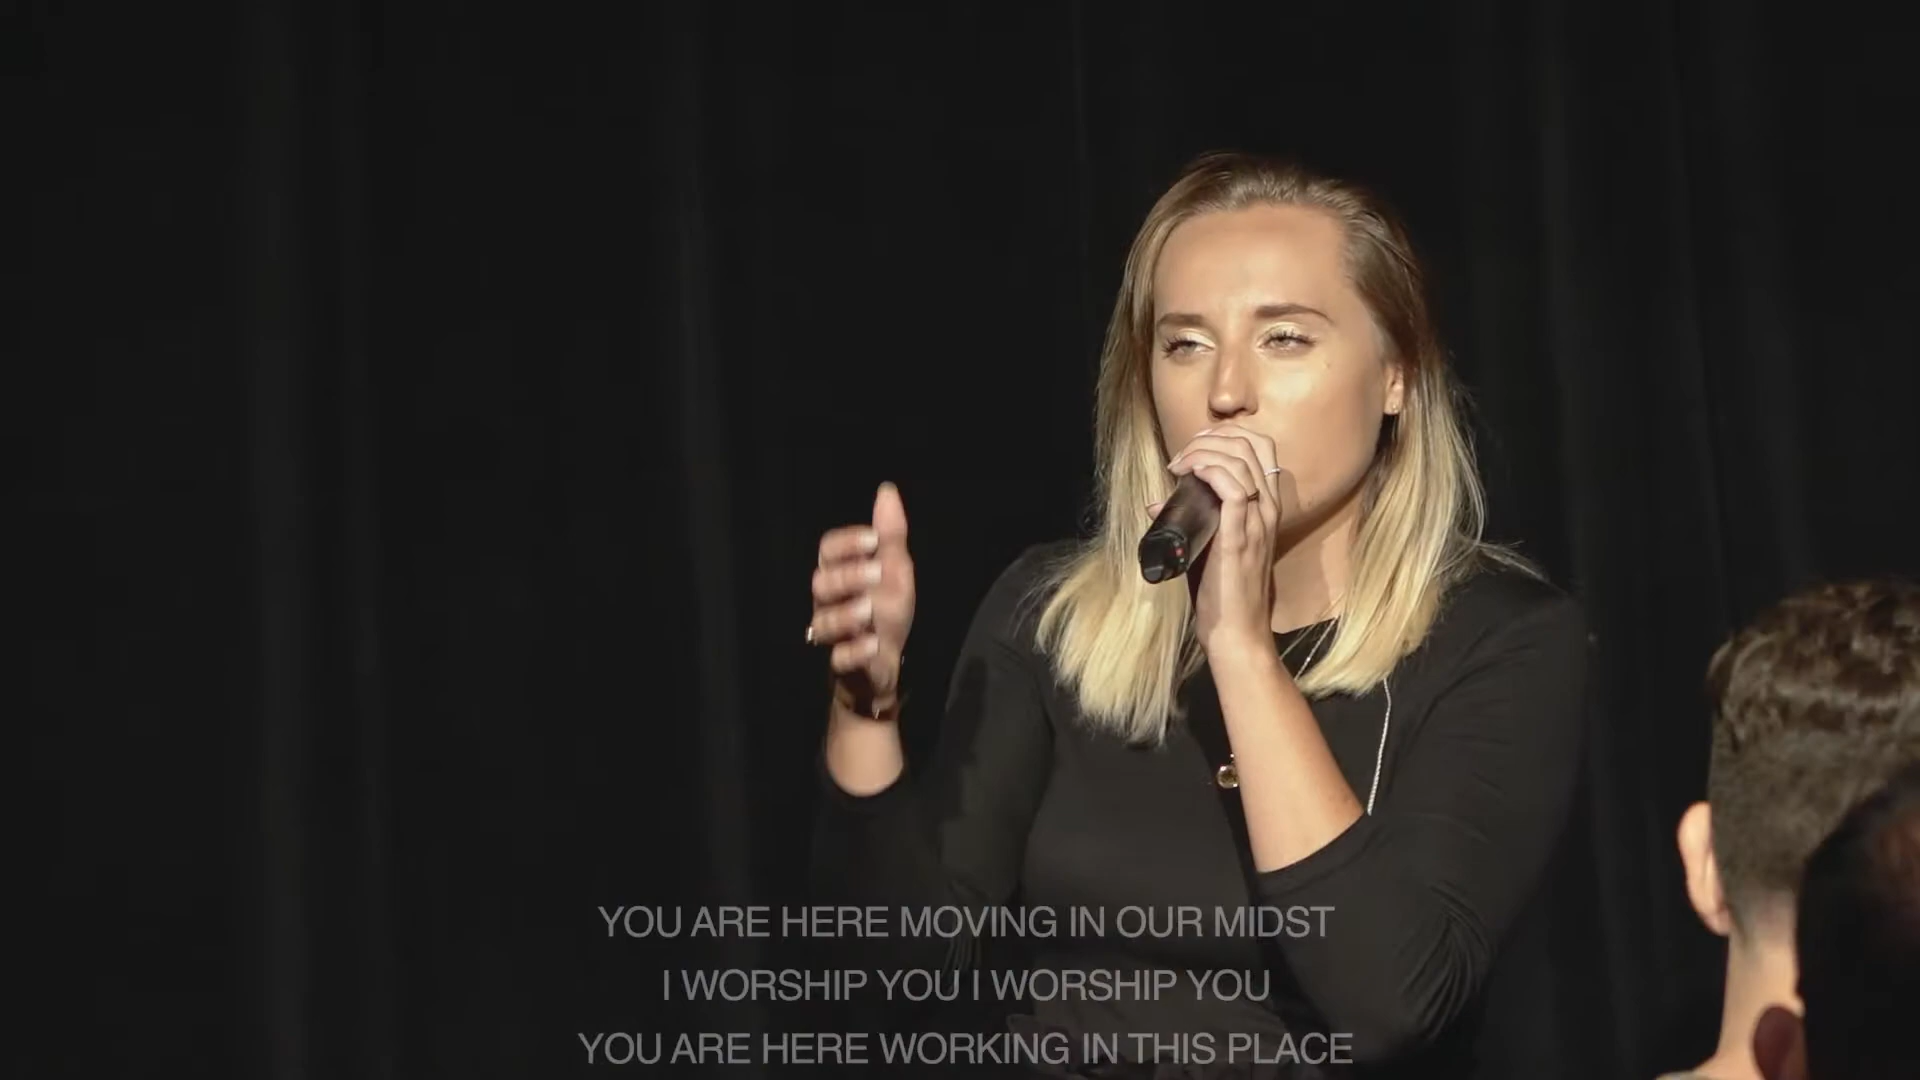 YOU ARE HERE MOVING IN OUR MIDST
I WORSHIP YOU I WORSHIP YOU
YOU ARE HERE WORKING IN THIS PLACE